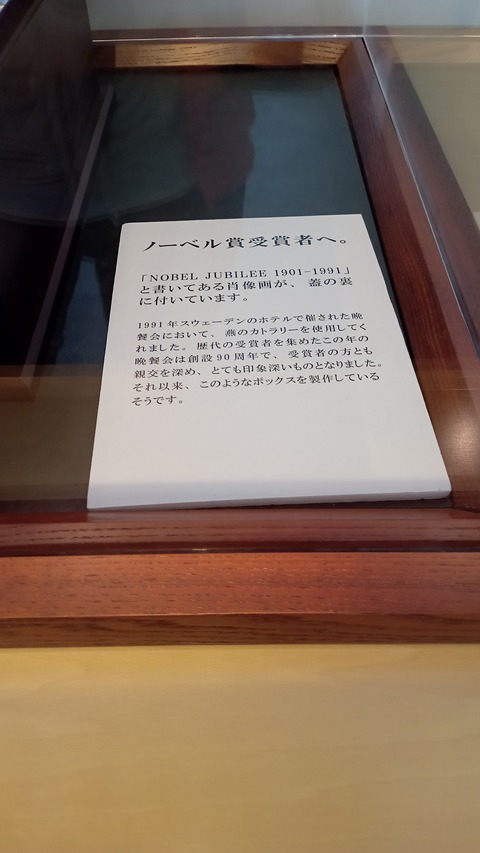 ノーベル賞受賞者へ。
「NOBEL JUBILEE 1901-1991」
と書いてある肖像画が、蓋の裏
に付いています。
1991年スウェーデンのホテルで催された晩
餐会において、燕のカトラリーを使用してく
れました。歴代の受賞者を集めたこの年の
晩餐会は創設90周年で、受賞者の方とも
親交を深め、とても印象深いものとなりました。
それ以来、このようなボックスを製作している
そうです。